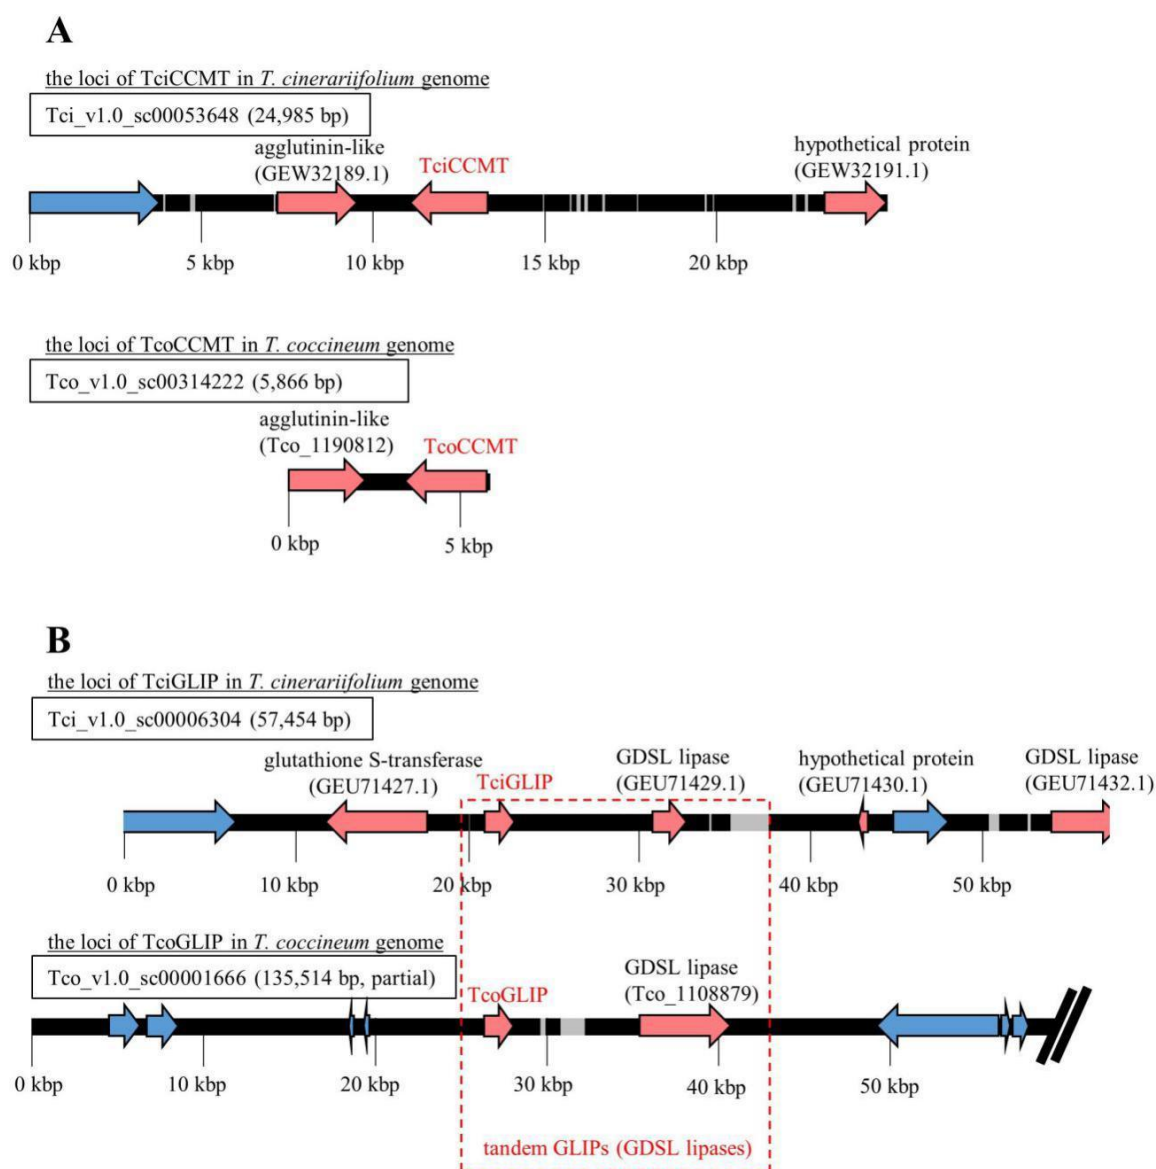 A
the loci of TciCCMT in T. cinerariifolium genome
Tci_v1.0_sc00053648 (24,985 bp)
agglutinin-like
(GEW32189.1)
TciCCMT
hypothetical protein
(GEW32191.1)
0 kbp
5 kbp
10 kbp
15 kbp
20 kbp
the loci of TcoCCMT in T. coccineum genome
Tco_v1.0_sc00314222 (5,866 bp)
agglutinin-like
(Tco_1190812)
TcoCCMT
0 kbp
5 kbp
B
the loci of TciGLIP in T. cinerariifolium genome
Tci_v1.0_sc00006304 (57,454 bp)
glutathione S-transferase
(GEU71427.1)
TciGLIP
GDSL lipase
(GEU71429.1)
hypothetical protein
(GEU71430.1)
GDSL lipase
(GEU71432.1)
0 kbp
10 kbp
20 kbp
30 kbp
40 kbp
50 kbp
the loci of TcoGLIP in T. coccineum genome
Tco_v1.0_sc00001666 (135,514 bp, partial)
TcoGLIP
GDSL lipase
(Tco_1108879)
0 kbp
10 kbp
20 kbp
30 kbp
40 kbp
50 kbp
tandem GLIPs (GDSL lipases)